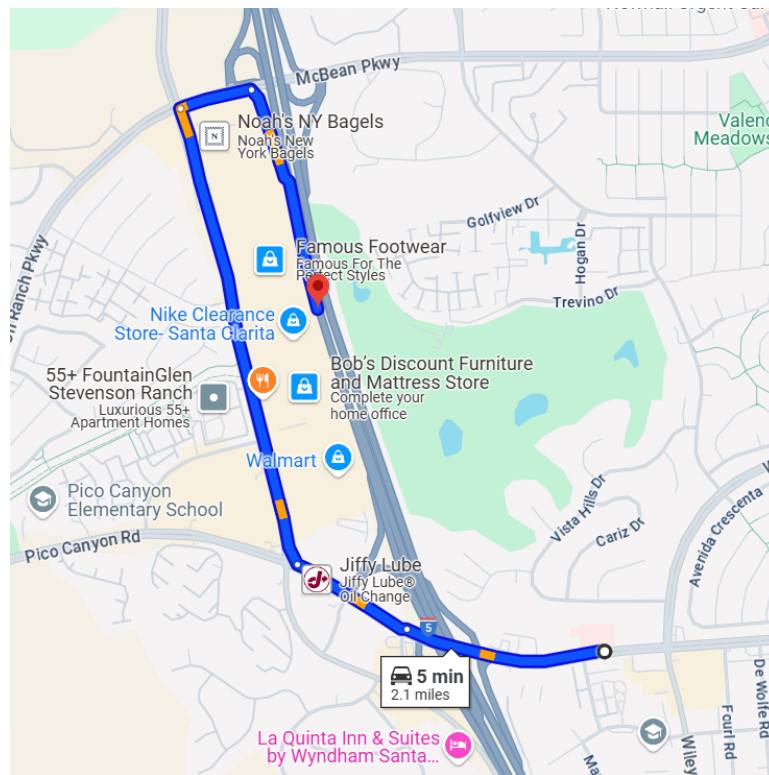 McBean Pkwy
Noah's NY Bagels
Noah's New
York Bagels
Valenc
Meadows
Golfview Dr
Hogan Dr
Trevino Dr
Ranch Pkwy
Famous Footwear
Famous For The
Perfect Styles
Nike Clearance
Store- Santa Clarita
55+ FountainGlen
Stevenson Ranch
Luxurious 55+
Apartment Homes
Bob's Discount Furniture
and Mattress Store
Complete your
home office
Walmart
Pico Canyon
Elementary School
Pico Canyon Rd
Vista Hills Dr
Cariz Dr
Avenida Crescenta
Jiffy Lube
Jiffy Lube®
Oil Change
5
5 min
2.1 miles
La Quinta Inn & Suites
by Wyndham Santa...
De Wolfe Rd
Fourl Rd
Wiley
Ma
N